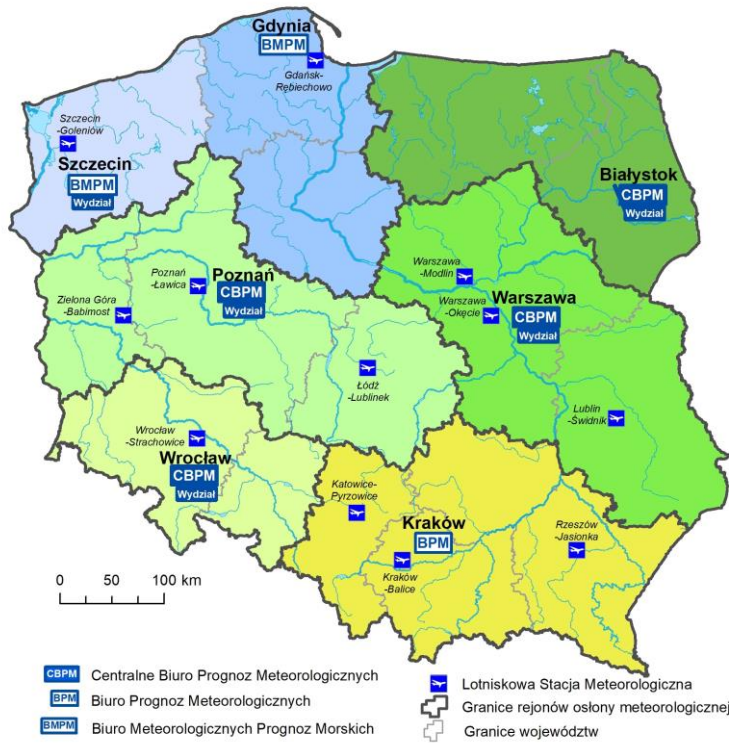 Gdynia
BMPM
Gdańsk-
Rębiechowo
Szczecin
-Goleniów
Szczecin
BMPM
Wydział
Białystok
CBPM
Wydział
Poznań
-Ławica
Poznań
CBPM
Wydział
Zielona Góra
-Babimost
Warszawa
-Modlin
Warszawa
-Okęcie
Warszawa
CBPM
Wydział
Łódź
-Lublinek
Lublin
-Świdnik
Wrocław
-Strachowice
Wrocław
CBPM
Wydział
Katowice-
Pyrzowice
Kraków
BPM
Kraków
-Balice
Rzeszów
-Jasionka
0 50 100 km
CBPM Centralne Biuro Prognoz Meteorologicznych
BPM Biuro Prognoz Meteorologicznych
BMPM Biuro Meteorologicznych Prognoz Morskich
Lotniskowa Stacja Meteorologiczna
Granice rejonów osłony meteorologicznej
Granice województw